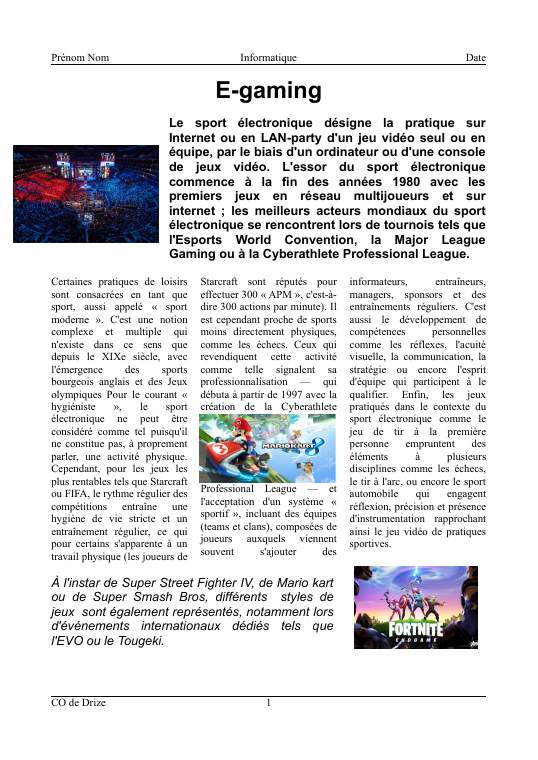 Prénom Nom Informatique Date
E-gaming
Le sport électronique désigne la pratique sur
Internet ou en LAN-party d'un jeu vidéo seul ou en
équipe, par le biais d'un ordinateur ou d'une console
de jeux vidéo. L'essor du sport électronique
commence à la fin des années 1980 avec les
premiers jeux en réseau multijoueurs et sur
internet ; les meilleurs acteurs mondiaux du sport
électronique se rencontrent lors de tournois tels que
l'Esports World Convention, la Major League
Gaming ou à la Cyberathlete Professional League.
Certaines pratiques de loisirs
sont consacrées en tant que
sport, aussi appelé « sport
moderne ». C'est une notion
complexe et multiple qui
n'existe dans ce sens que
depuis le XIXe siècle, avec
l'émergence des sports
bourgeois anglais et des Jeux
olympiques Pour le courant «
hygiéniste », le sport
électronique ne peut être
considéré comme tel puisqu'il
ne constitue pas, à proprement
parler, une activité physique.
Cependant, pour les jeux les
plus rentables tels que Starcraft
ou FIFA, le rythme régulier des
compétitions entraîne une
hygiène de vie stricte et un
entraînement régulier, ce qui
pour certains s'apparente à un
travail physique (les joueurs de
Starcraft sont réputés pour
effectuer 300 « APM », c'est-à-
dire 300 actions par minute). Il
est cependant proche de sports
moins directement physiques,
comme les échecs. Ceux qui
revendiquent cette activité
comme telle signalent sa
professionnalisation — qui
débuta à partir de 1997 avec la
création de la Cyberathlete
MARIOKART 8
Professional League — et
l'acceptation d'un système «
sportif », incluant des équipes
(teams et clans), composées de
joueurs auxquels viennent
souvent s'ajouter des
informateurs, entraîneurs,
managers, sponsors et des
entraînements réguliers. C'est
aussi le développement de
compétences personnelles
comme les réflexes, l'acuité
visuelle, la communication, la
stratégie ou encore l'esprit
d'équipe qui participent à le
qualifier. Enfin, les jeux
pratiqués dans le contexte du
sport électronique comme le
jeu de tir à la première
personne empruntent des
éléments à plusieurs
disciplines comme les échecs,
le tir à l'arc, ou encore le sport
automobile qui engagent
réflexion, précision et présence
d'instrumentation rapprochant
ainsi le jeu vidéo de pratiques
sportives.
À l'instar de Super Street Fighter IV, de Mario kart
ou de Super Smash Bros, différents styles de
jeux sont également représentés, notamment lors
d'événements internationaux dédiés tels que
l'EVO ou le Tougeki.
FORTNITE
ENDGAME
CO de Drize 1